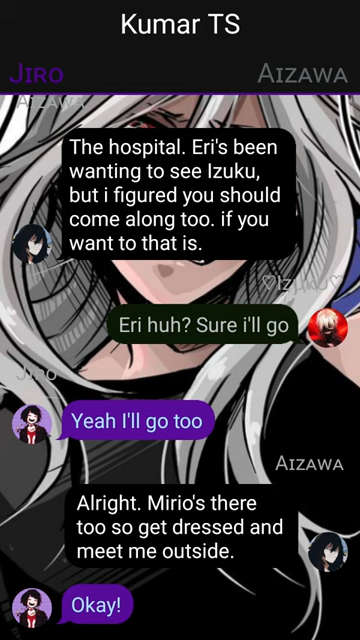 Kumar TS
Jiro
Aizawa
Aizawa
The hospital. Eri's been
wanting to see Izuku,
but i figured you should
come along too. if you
want to that is.
♡Izuku♡
Eri huh? Sure i'll go
Jiro
Yeah I'll go too
Aizawa
Alright. Mirio's there
too so get dressed and
meet me outside.
Okay!